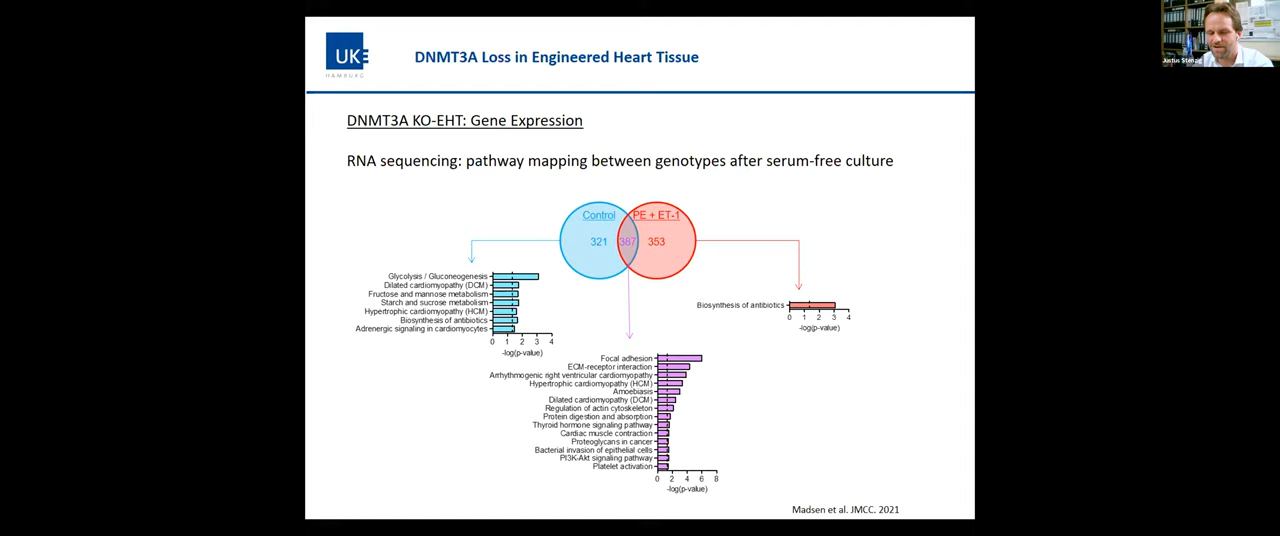 Justus Stenzig
UKE
HAMBURG
DNMT3A Loss in Engineered Heart Tissue
DNMT3A KO-EHT: Gene Expression
RNA sequencing: pathway mapping between genotypes after serum-free culture
Control
PE + ET-1
321
387
353
Glycolysis / Gluconeogenesis
Dilated cardiomyopathy (DCM)
Fructose and mannose metabolism
Starch and sucrose metabolism
Hypertrophic cardiomyopathy (HCM)
Biosynthesis of antibiotics
Adrenergic signaling in cardiomyocytes
0 1 2 3 4
-log(p-value)
Biosynthesis of antibiotics
0 1 2 3 4
-log(p-value)
Focal adhesion
ECM-receptor interaction
Arrhythmogenic right ventricular cardiomyopathy
Hypertrophic cardiomyopathy (HCM)
Amoebiasis
Dilated cardiomyopathy (DCM)
Regulation of actin cytoskeleton
Protein digestion and absorption
Thyroid hormone signaling pathway
Cardiac muscle contraction
Proteoglycans in cancer
Bacterial invasion of epithelial cells
PI3K-Akt signaling pathway
Platelet activation
0 2 4 6 8
-log(p-value)
Madsen et al. JMCC. 2021